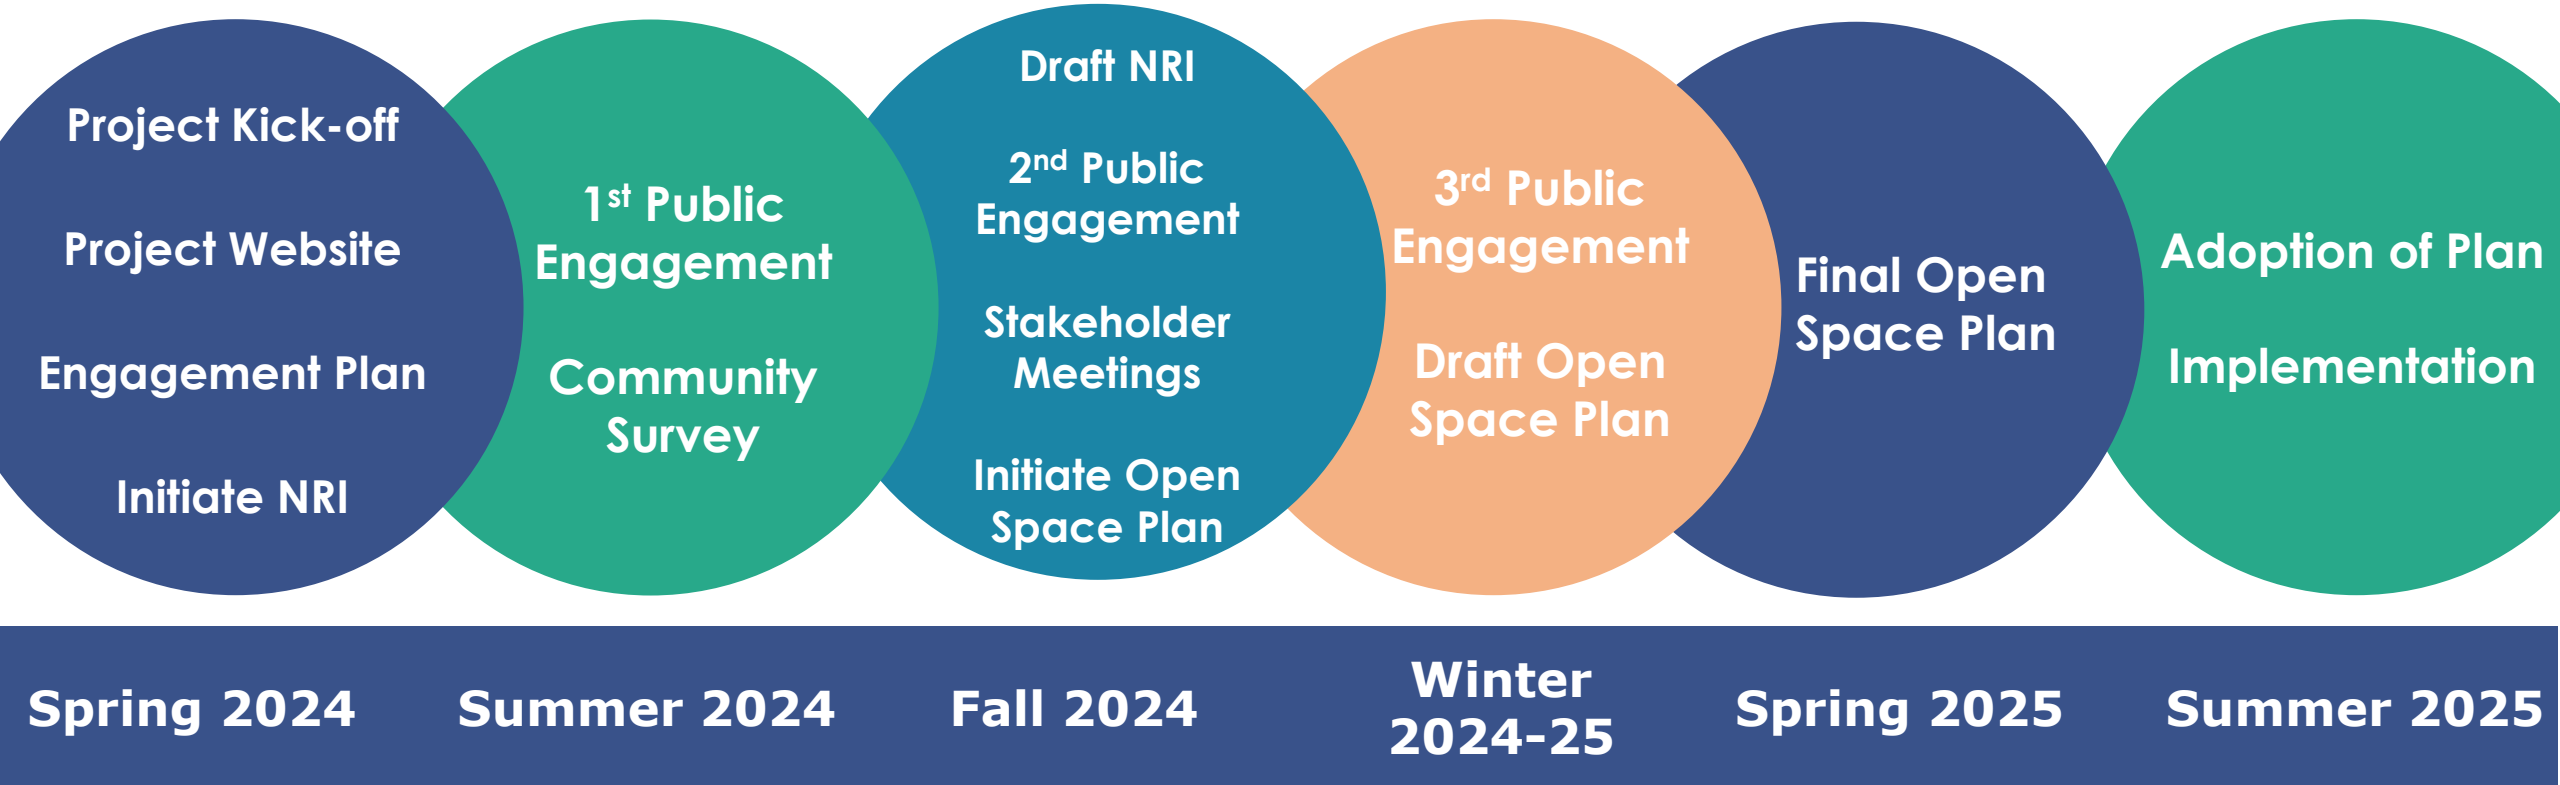 Project Kick-off
Project Website
Engagement Plan
Initiate NRI
1st Public
Engagement
Community
Survey
Draft NRI
2nd Public
Engagement
Stakeholder
Meetings
Initiate Open
Space Plan
3rd Public
Engagement
Draft Open
Space Plan
Final Open
Space Plan
Adoption of Plan
Implementation
Spring 2024
Summer 2024
Fall 2024
Winter
2024-25
Spring 2025
Summer 2025